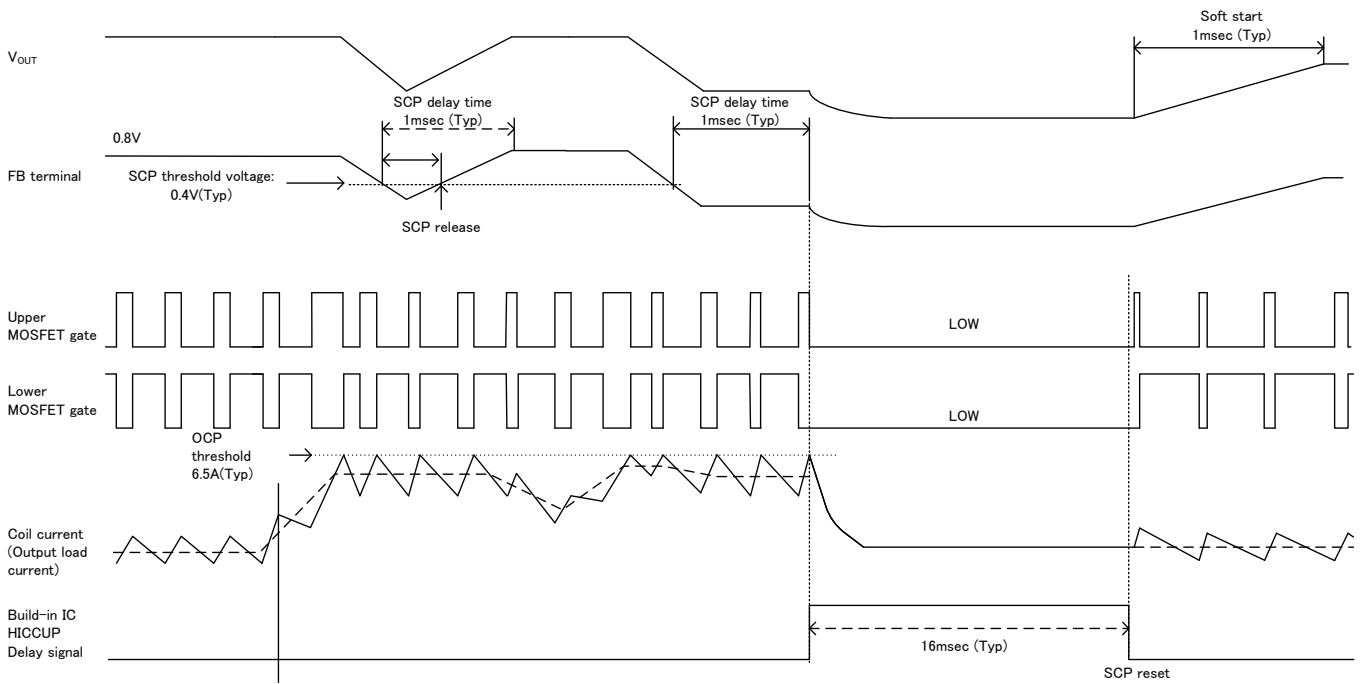 Soft start
1msec (Typ)
VOUT
SCP delay time
1msec (Typ)
SCP delay time
1msec (Typ)
0.8V
FB terminal
SCP threshold voltage:
0.4V(Typ)
SCP release
Upper
MOSFET gate
LOW
Lower
MOSFET gate
LOW
OCP
threshold
6.5A(Typ)
Coil current
(Output load
current)
Build-in IC
HICCUP
Delay signal
16msec (Typ)
SCP reset